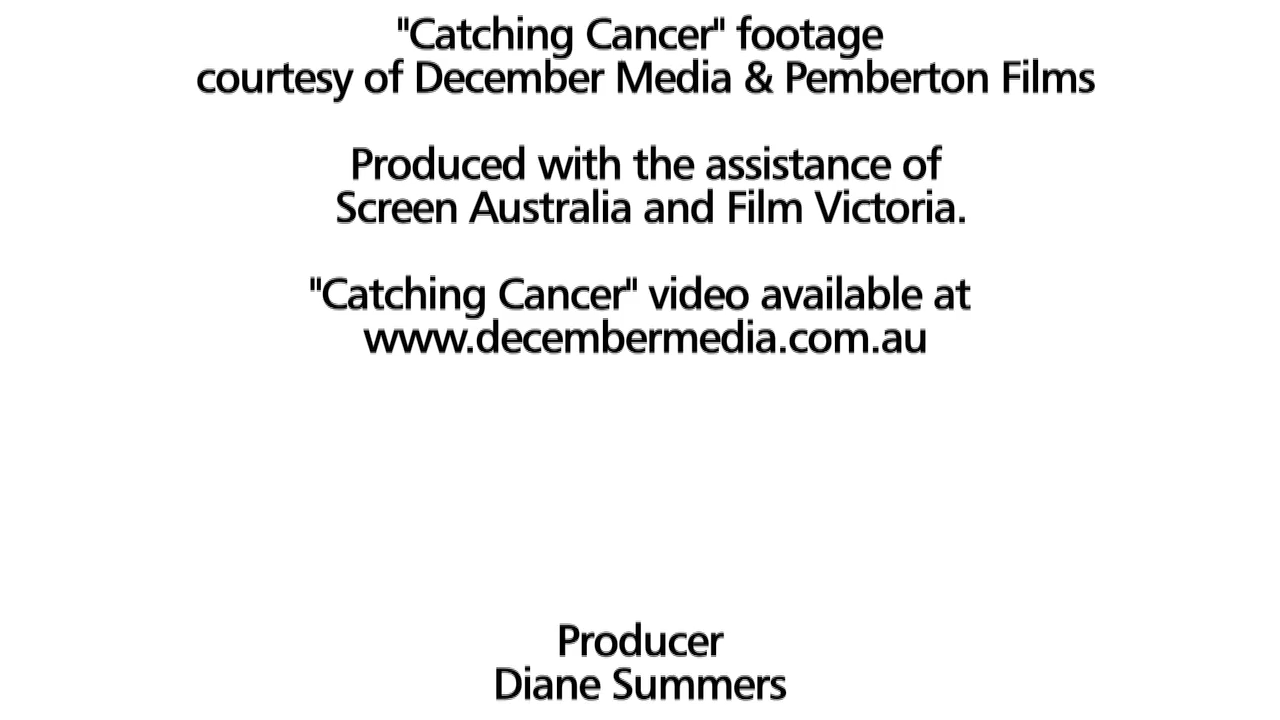 "Catching Cancer" footage
courtesy of December Media & Pemberton Films
Produced with the assistance of
Screen Australia and Film Victoria.
"Catching Cancer" video available at
www.decembermedia.com.au
Producer
Diane Summers